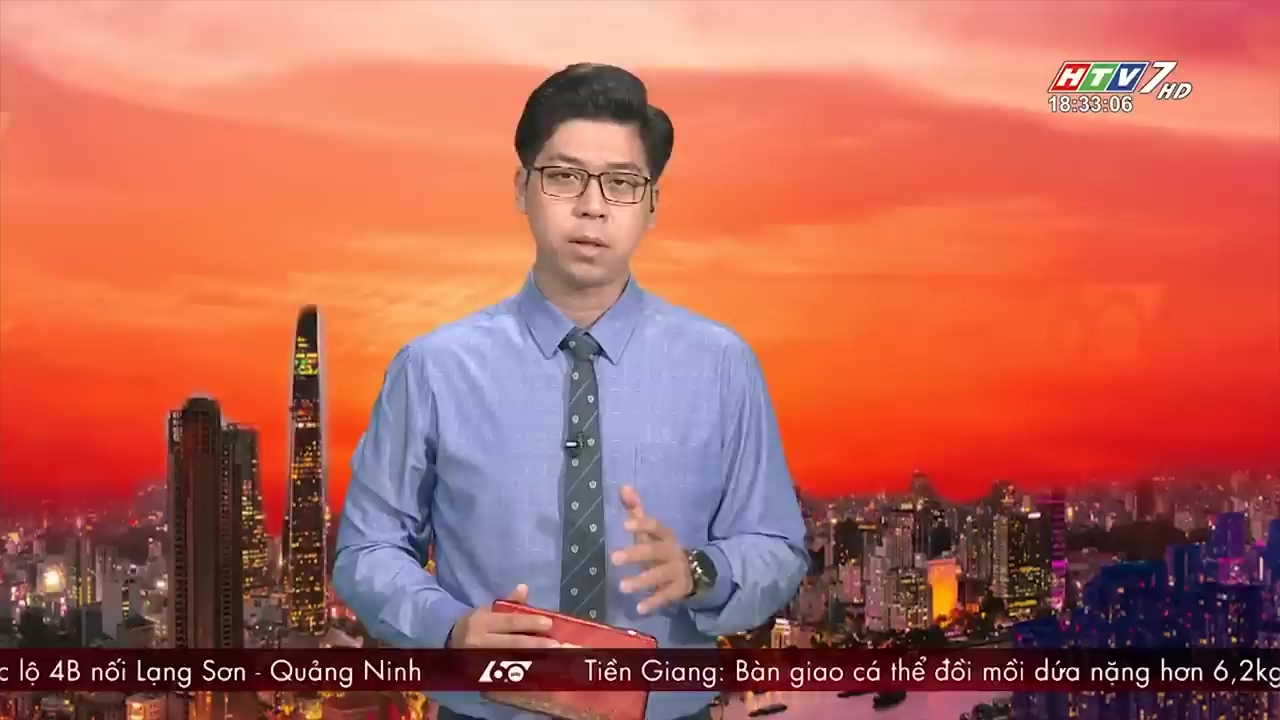 HTV7 HD
18:33:06
c lộ 4B nối Lạng Sơn - Quảng Ninh 60 Tiền Giang: Bàn giao cá thể đồi mồi dứa nặng hơn 6,2kg